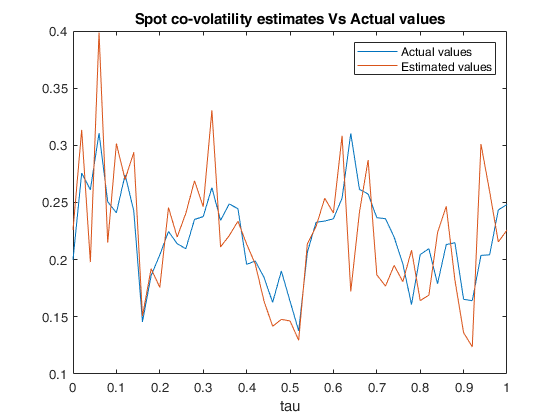 Spot co-volatility estimates Vs Actual values
Actual values
Estimated values
0.4
0.35
0.3
0.25
0.2
0.15
0.1
0 0.1 0.2 0.3 0.4 0.5 0.6 0.7 0.8 0.9 1
tau